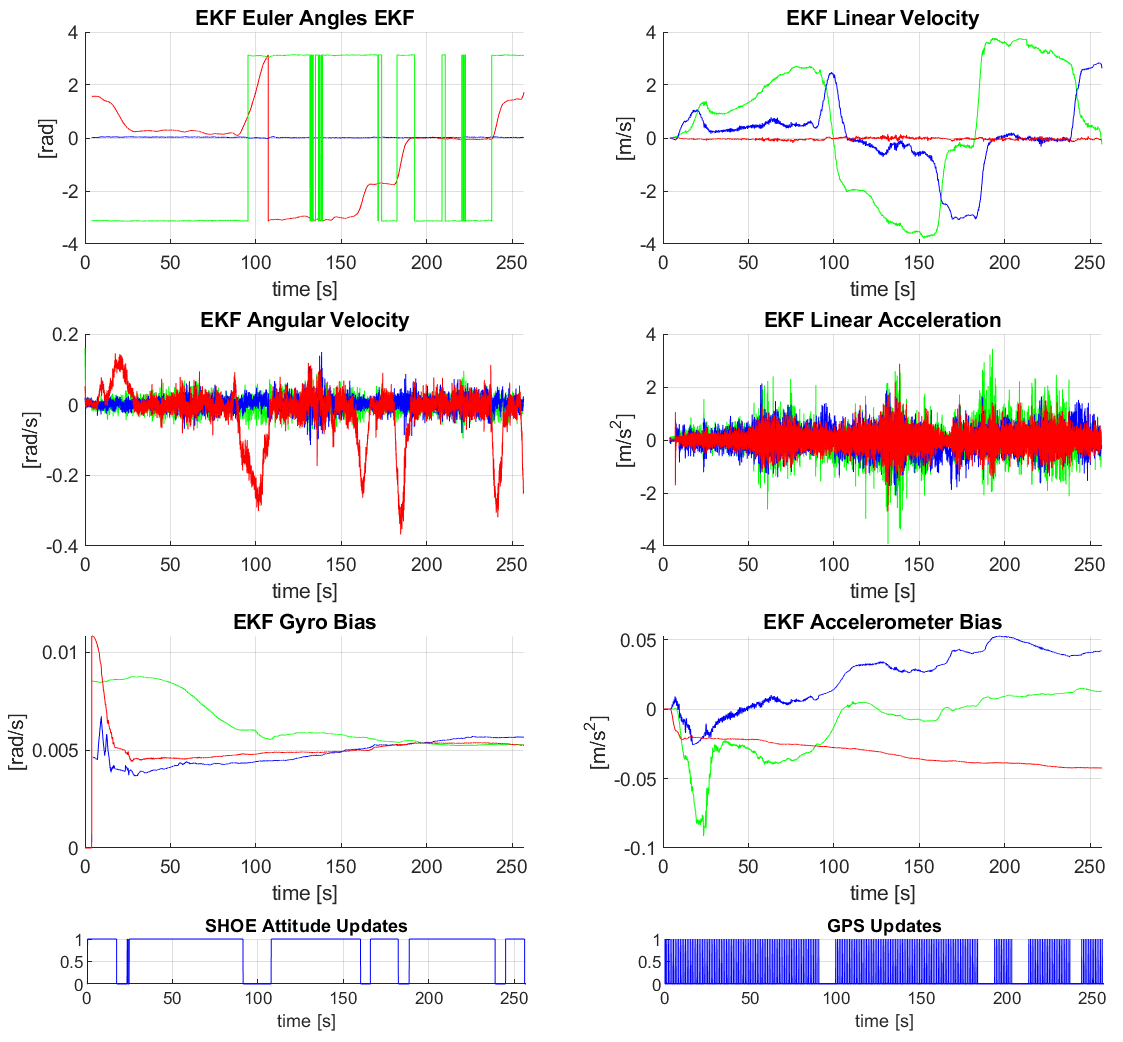 EKF Euler Angles EKF
4
2
0
-2
-4
[rad]
0 50 100 150 200 250
time [s]
EKF Linear Velocity
4
2
0
-2
-4
[m/s]
0 50 100 150 200 250
time [s]
EKF Angular Velocity
0.2
0
-0.2
-0.4
[rad/s]
0 50 100 150 200 250
time [s]
EKF Linear Acceleration
4
2
0
-2
-4
[m/s²]
0 50 100 150 200 250
time [s]
EKF Gyro Bias
0.01
0.005
0
[rad/s]
0 50 100 150 200 250
time [s]
EKF Accelerometer Bias
0.05
0
-0.05
-0.1
[m/s²]
0 50 100 150 200 250
time [s]
SHOE Attitude Updates
1
0.5
0
0 50 100 150 200 250
time [s]
GPS Updates
1
0.5
0
0 50 100 150 200 250
time [s]